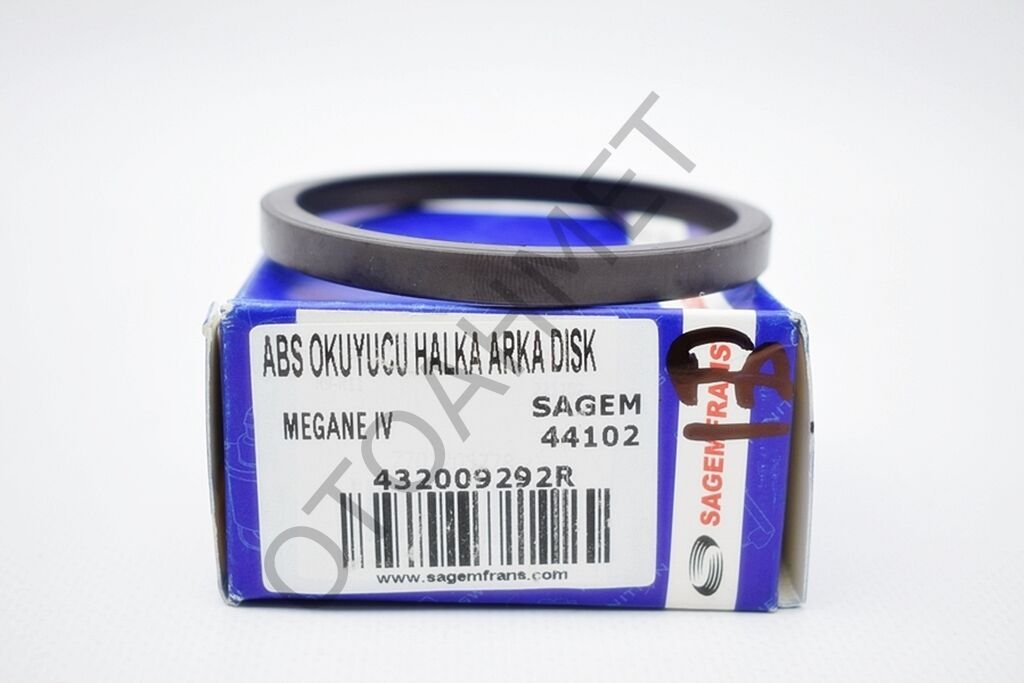 ABS OKUYUCU HALKA ARKA DISK
MEGANE IV
SAGEM
44102
432009292R
www.sagemfrans.com
SAGEMFRANS
OTOAHMET